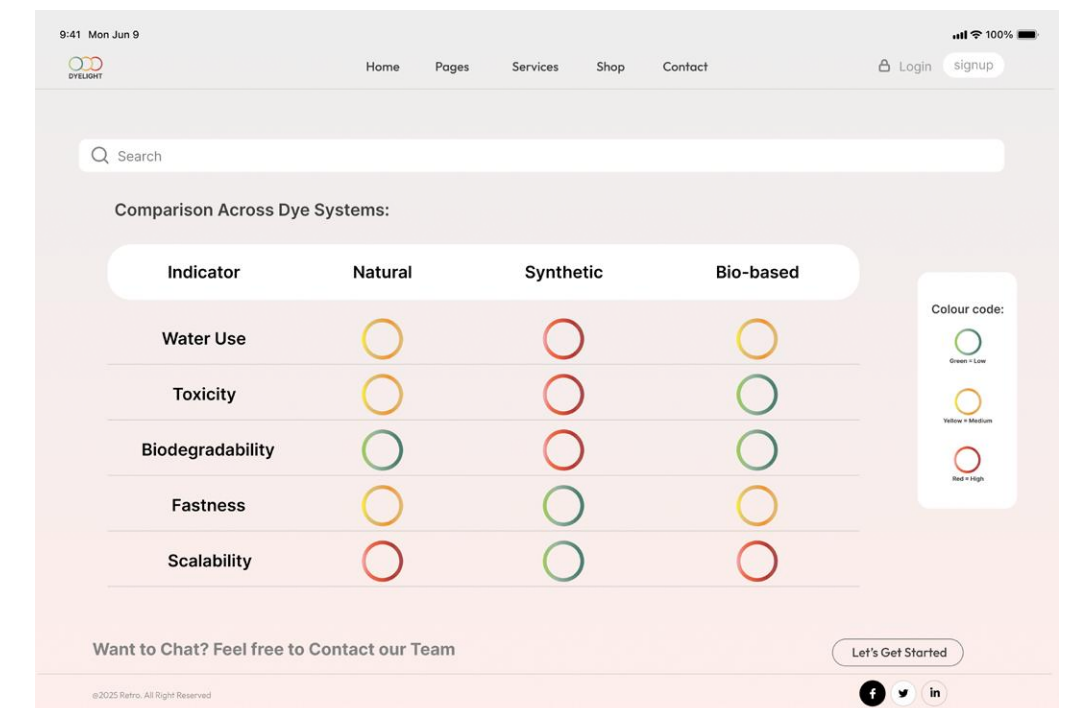 9:41 Mon Jun 9
100%
DYELIGHT
Home Pages Services Shop Contact
Login signup
Search
Comparison Across Dye Systems:
Indicator Natural Synthetic Bio-based
Water Use
Toxicity
Biodegradability
Fastness
Scalability
Colour code:
Green = Low
Yellow = Medium
Red = High
Want to Chat? Feel free to Contact our Team
Let's Get Started
©2025 Retro. All Right Reserved